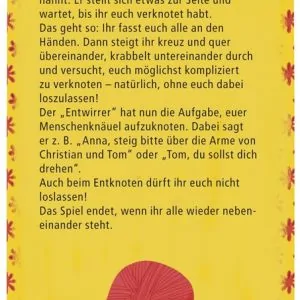 nannt. Er stellt sich etwas zur Seite und
wartet, bis ihr euch verknotet habt.
Das geht so: Ihr fasst euch alle an den
Händen. Dann steigt ihr kreuz und quer
übereinander, krabbelt untereinander durch
und versucht, euch möglichst kompliziert
zu verknoten – natürlich, ohne euch dabei
loszulassen!
Der „Entwirrer” hat nun die Aufgabe, euer
Menschenknäuel aufzuknoten. Dabei sagt
er z. B. „Anna, steig bitte über die Arme von
Christian und Tom” oder „Tom, du sollst dich
drehen”.
Auch beim Entknoten dürft ihr euch nicht
loslassen!
Das Spiel endet, wenn ihr alle wieder neben-
einander steht.